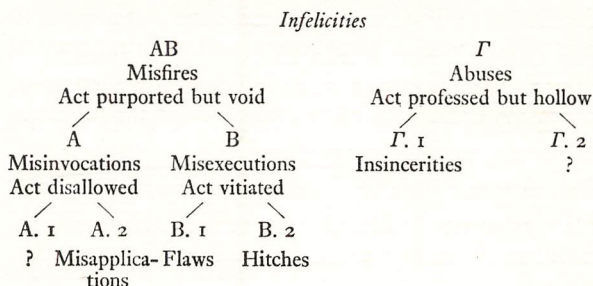 Infelicities
AB Γ
Misfires Abuses
Act purported but void Act professed but hollow
A B Γ. 1 Γ. 2
Misinvocations Misexecutions Insincerities ?
Act disallowed Act vitiated
A. 1 A. 2 B. 1 B. 2
? Misapplica- Flaws Hitches
tions